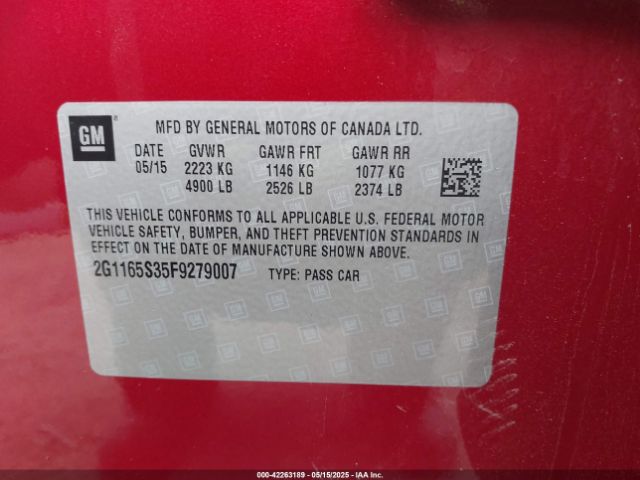 GM
MFD BY GENERAL MOTORS OF CANADA LTD.
DATE GVWR GAWR FRT GAWR RR
05/15 2223 KG 1146 KG 1077 KG
4900 LB 2526 LB 2374 LB
THIS VEHICLE CONFORMS TO ALL APPLICABLE U.S. FEDERAL MOTOR
VEHICLE SAFETY, BUMPER, AND THEFT PREVENTION STANDARDS IN
EFFECT ON THE DATE OF MANUFACTURE SHOWN ABOVE.
2G1165S35F9279007 TYPE: PASS CAR
000-42263189 - 05/15/2025 - IAA Inc.